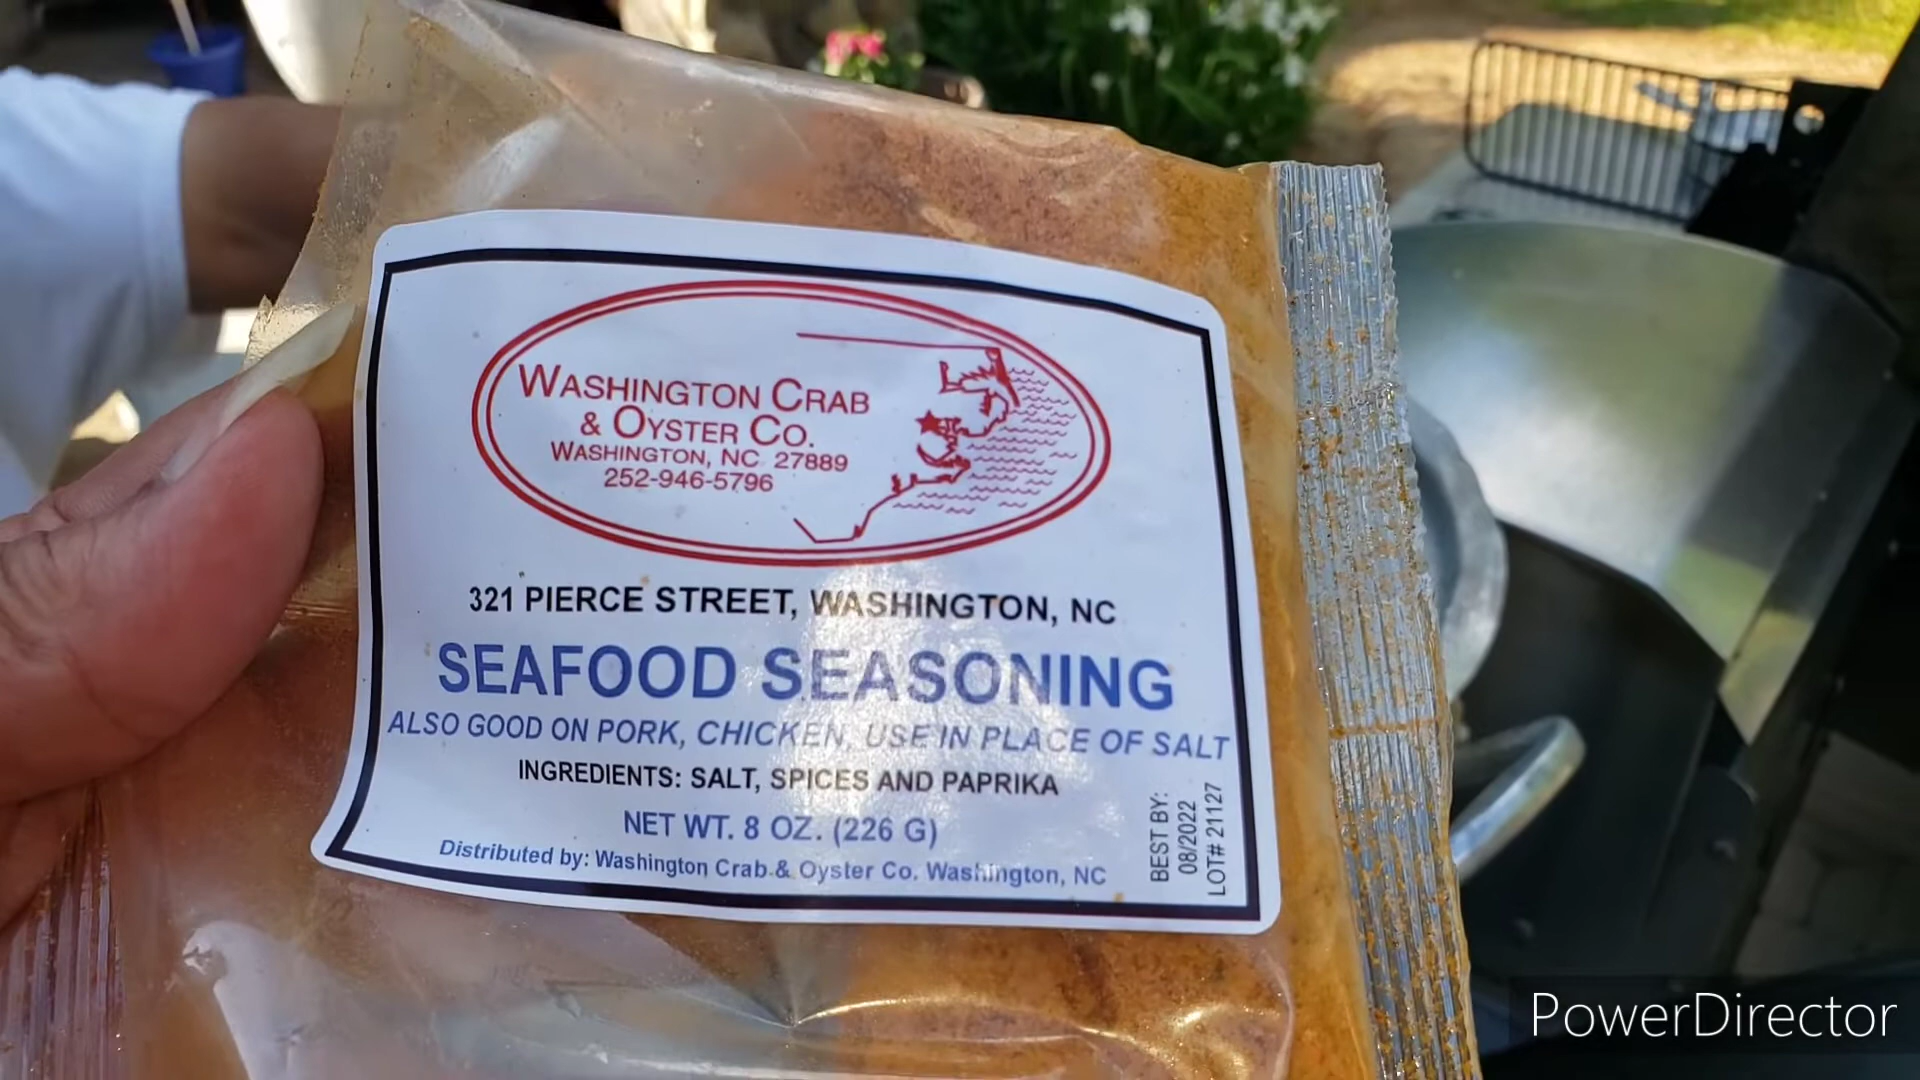 WASHINGTON CRAB
& OYSTER CO.
WASHINGTON, NC 27889
252-946-5796
321 PIERCE STREET, WASHINGTON, NC
SEAFOOD SEASONING
ALSO GOOD ON PORK, CHICKEN, USE IN PLACE OF SALT
INGREDIENTS: SALT, SPICES AND PAPRIKA
NET WT. 8 OZ. (226 G)
Distributed by: Washington Crab & Oyster Co. Washington, NC
BEST BY:
08/2022
LOT# 21127
PowerDirector